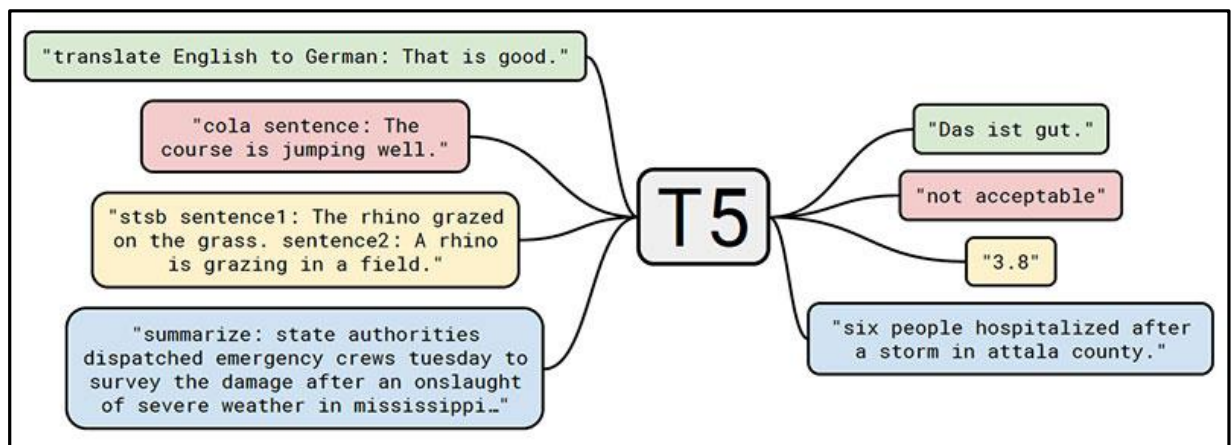 "translate English to German: That is good."
"cola sentence: The
course is jumping well."
"stsb sentence1: The rhino grazed
on the grass. sentence2: A rhino
is grazing in a field."
"summarize: state authorities
dispatched emergency crews tuesday to
survey the damage after an onslaught
of severe weather in mississippi…"
T5
"Das ist gut."
"not acceptable"
"3.8"
"six people hospitalized after
a storm in attala county."